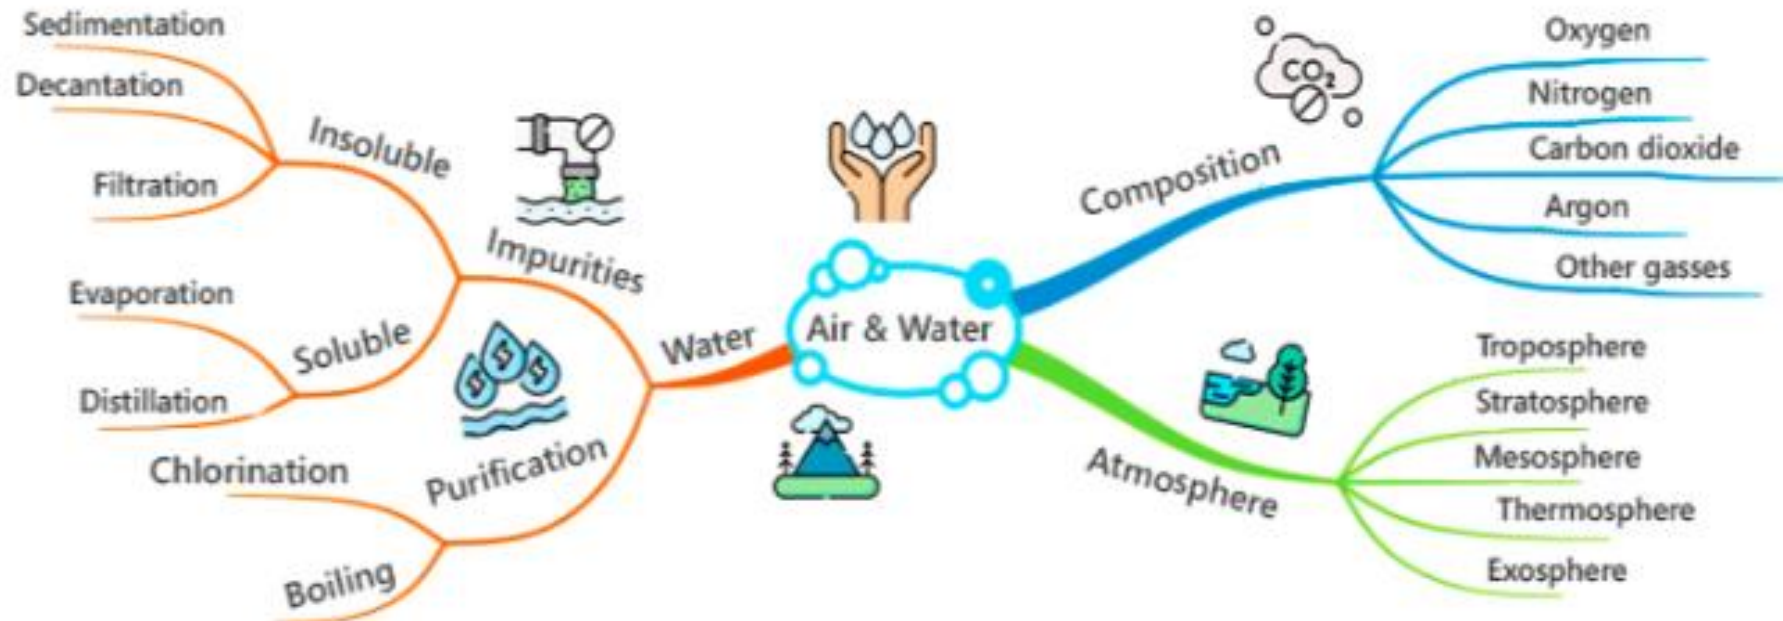 Sedimentation
Decantation
Filtration
Insoluble
Impurities
Evaporation
Soluble
Distillation
Chlorination
Purification
Boiling
Water
Air & Water
CO2
Composition
Oxygen
Nitrogen
Carbon dioxide
Argon
Other gasses
Atmosphere
Troposphere
Stratosphere
Mesosphere
Thermosphere
Exosphere